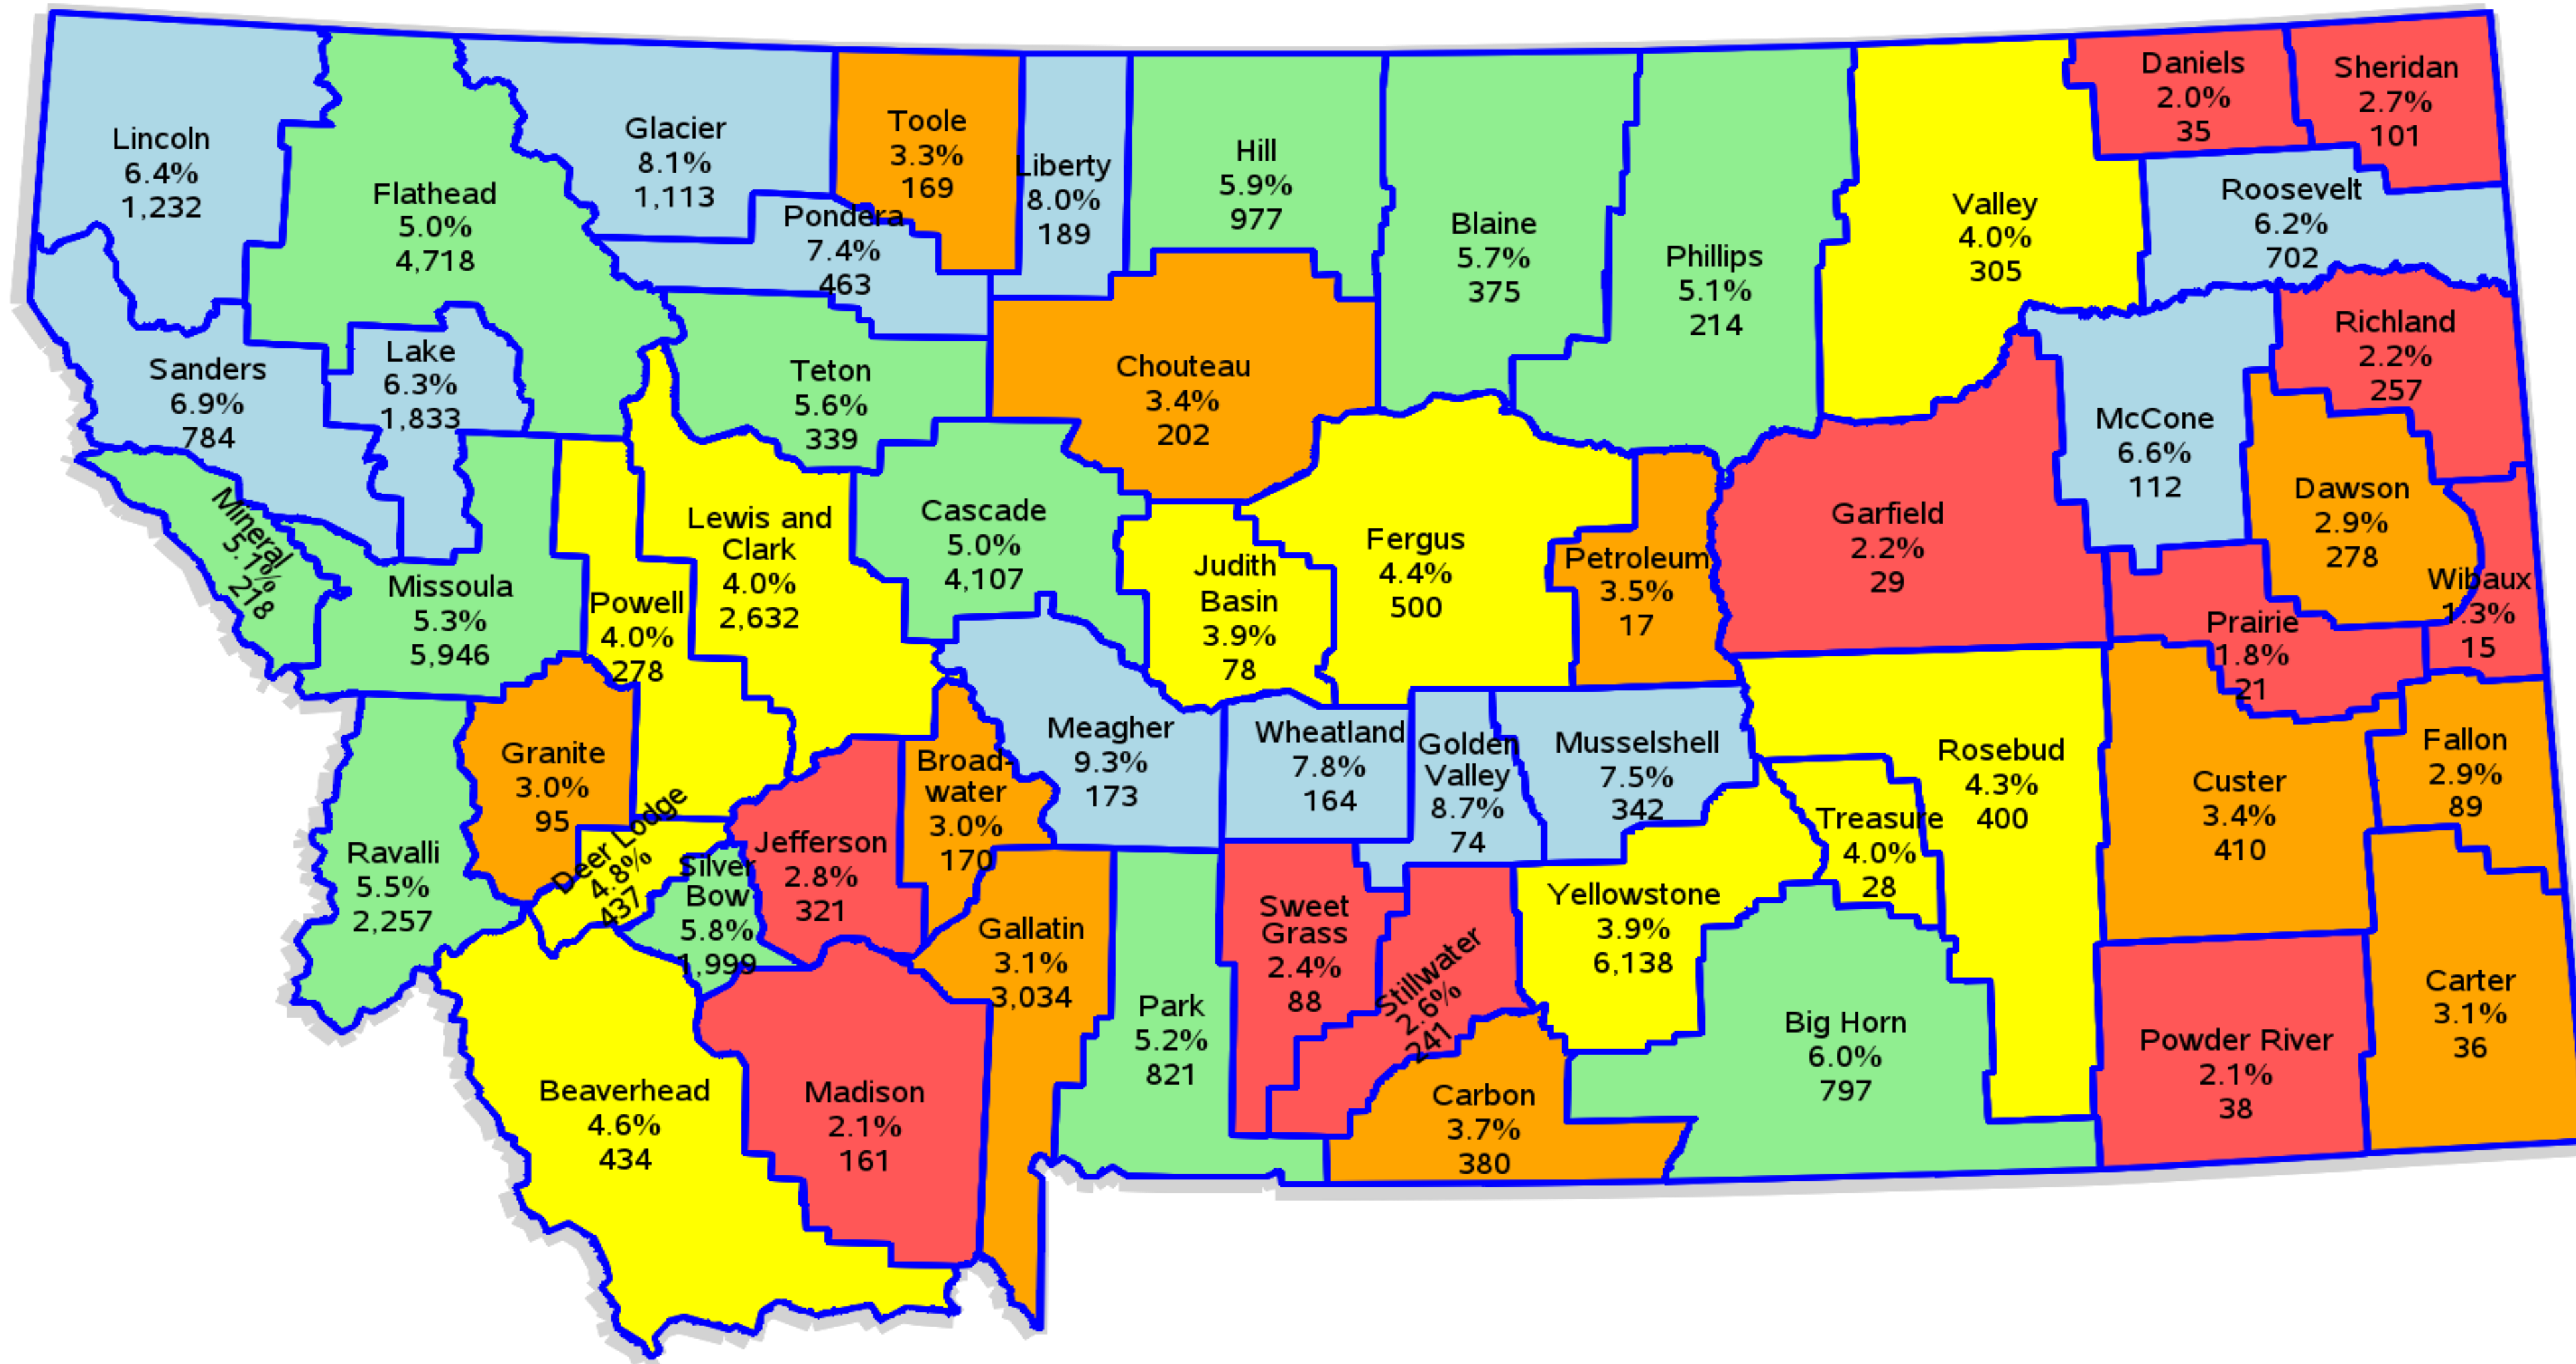 Lincoln
6.4%
1,232
Flathead
5.0%
4,718
Glacier
8.1%
1,113
Toole
3.3%
169
Liberty
8.0%
189
Hill
5.9%
977
Blaine
5.7%
375
Phillips
5.1%
214
Valley
4.0%
305
Daniels
2.0%
35
Sheridan
2.7%
101
Roosevelt
6.2%
702
Pondera
7.4%
463
Sanders
6.9%
784
Lake
6.3%
1,833
Teton
5.6%
339
Chouteau
3.4%
202
McCone
6.6%
112
Richland
2.2%
257
Dawson
2.9%
278
Mineral
5.1%
218
Missoula
5.3%
5,946
Powell
4.0%
278
Lewis and
Clark
4.0%
2,632
Cascade
5.0%
4,107
Judith
Basin
3.9%
78
Fergus
4.4%
500
Petroleum
3.5%
17
Garfield
2.2%
29
Prairie
1.8%
21
Wibaux
1.3%
15
Ravalli
5.5%
2,257
Granite
3.0%
95
Deer Lodge
4.8%
437
Silver
Bow
5.8%
1,999
Jefferson
2.8%
321
Broad-
water
3.0%
170
Meagher
9.3%
173
Wheatland
7.8%
164
Golden
Valley
8.7%
74
Musselshell
7.5%
342
Rosebud
4.3%
400
Treasure
4.0%
28
Custer
3.4%
410
Fallon
2.9%
89
Gallatin
3.1%
3,034
Park
5.2%
821
Sweet
Grass
2.4%
88
Stillwater
2.6%
241
Yellowstone
3.9%
6,138
Beaverhead
4.6%
434
Madison
2.1%
161
Carbon
3.7%
380
Big Horn
6.0%
797
Powder River
2.1%
38
Carter
3.1%
36